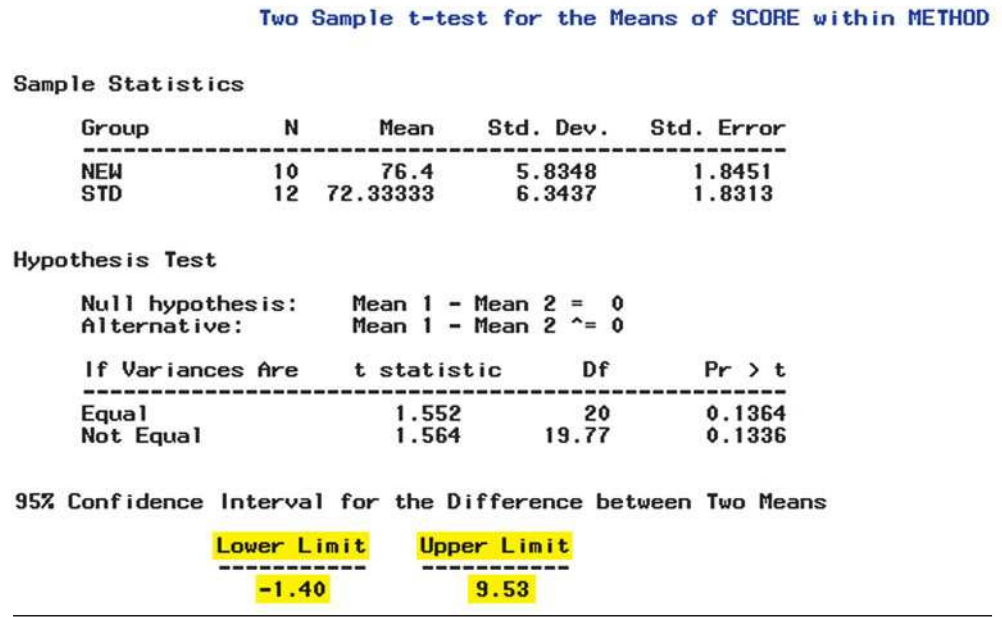 Two Sample t-test for the Means of SCORE within METHOD
Sample Statistics
Group N Mean Std. Dev. Std. Error
NEW 10 76.4 5.8348 1.8451
STD 12 72.33333 6.3437 1.8313
Hypothesis Test
Null hypothesis: Mean 1 - Mean 2 = 0
Alternative: Mean 1 - Mean 2 ^= 0
If Variances Are t statistic Df Pr > t
Equal 1.552 20 0.1364
Not Equal 1.564 19.77 0.1336
95% Confidence Interval for the Difference between Two Means
Lower Limit Upper Limit
-1.40 9.53